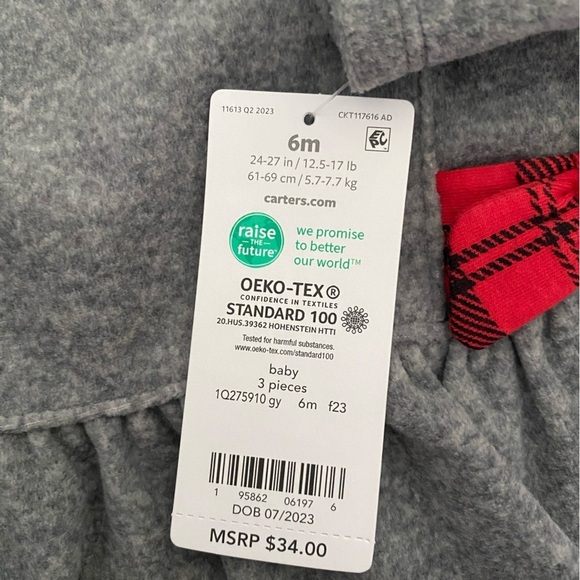 11613 Q2 2023
CKT117616 AD
6m
24-27 in / 12.5-17 lb
61-69 cm / 5.7-7.7 kg
carters.com
raise
THE
future™
we promise
to better
our world™
OEKO-TEX®
CONFIDENCE IN TEXTILES
STANDARD 100
20.HUS.39362 HOHENSTEIN HTTI
Tested for harmful substances.
www.oeko-tex.com/standard100
baby
3 pieces
1Q275910 gy 6m f23
1 95862 06197 6
DOB 07/2023
MSRP $34.00